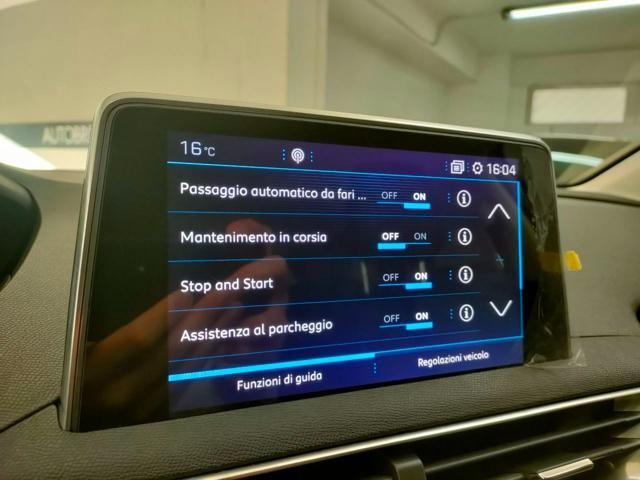 AUTOBRO
16°C
16:04
Passaggio automatico da fari ... OFF ON
Mantenimento in corsia OFF ON
Stop and Start OFF ON
Assistenza al parcheggio OFF ON
Funzioni di guida Regolazioni veicolo